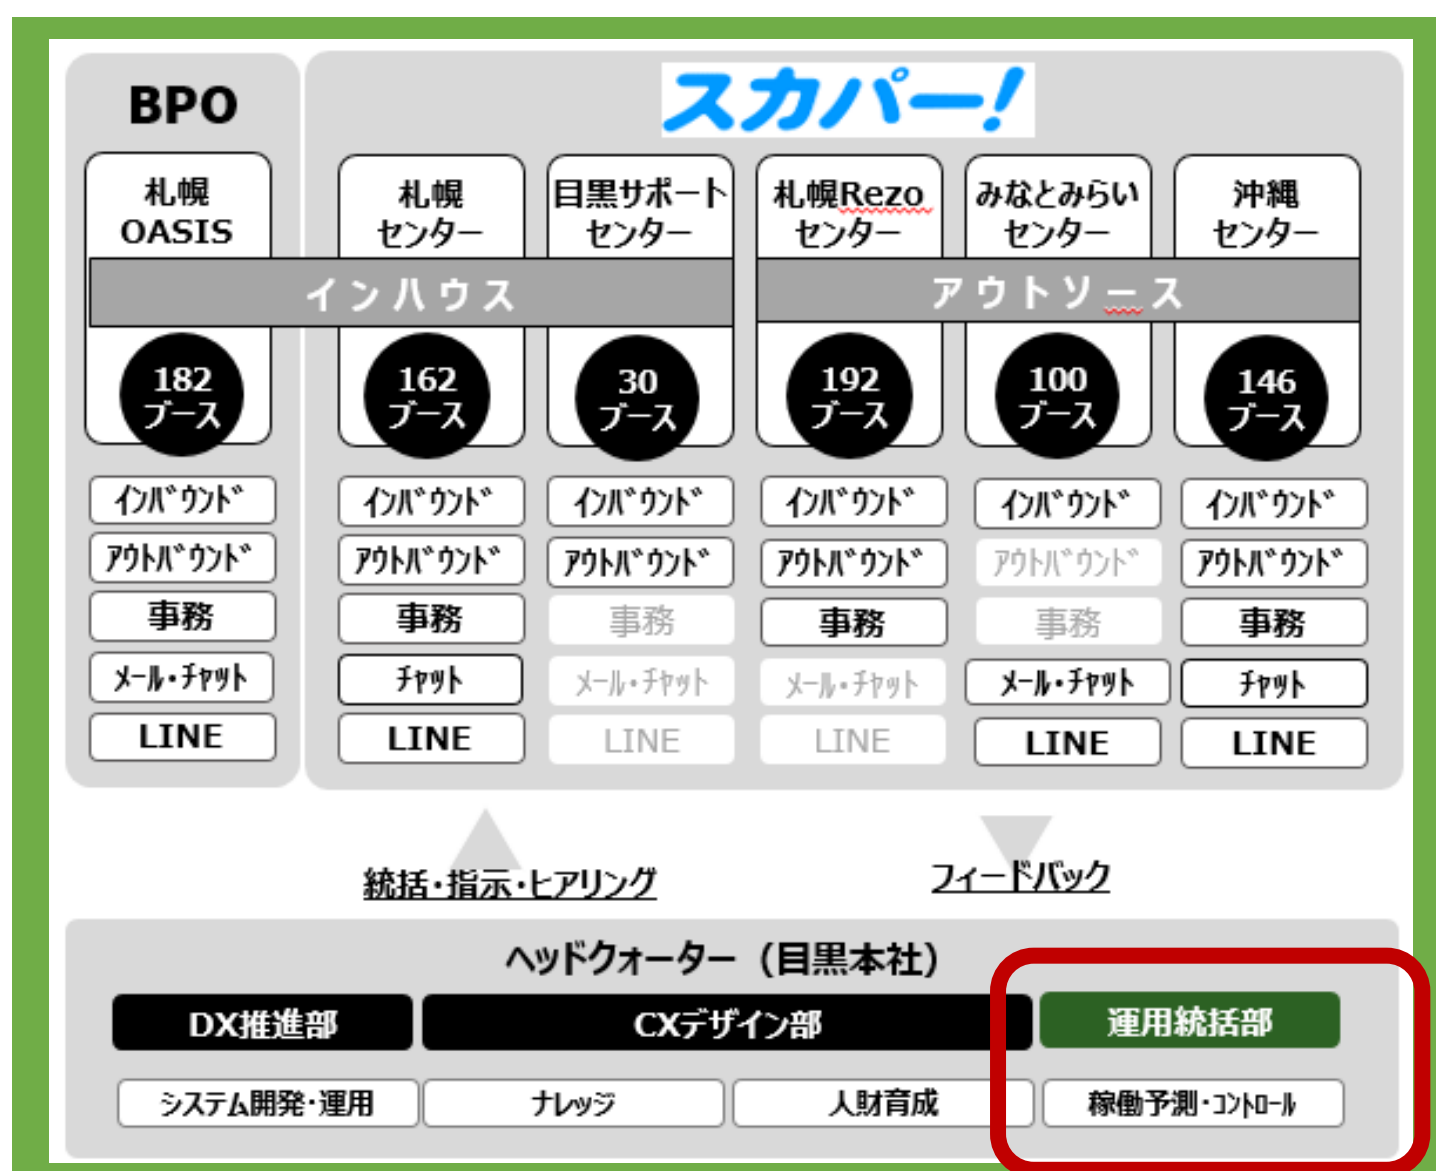 BPO
スカパー!
札幌
OASIS
札幌
センター
目黒サポート
センター
札幌Rezo
センター
みなとみらい
センター
沖縄
センター
インハウス
アウトソース
182
ブース
162
ブース
30
ブース
192
ブース
100
ブース
146
ブース
ｲﾝﾊﾞｳﾝﾄﾞ
ｲﾝﾊﾞｳﾝﾄﾞ
ｲﾝﾊﾞｳﾝﾄﾞ
ｲﾝﾊﾞｳﾝﾄﾞ
ｲﾝﾊﾞｳﾝﾄﾞ
ｲﾝﾊﾞｳﾝﾄﾞ
ｱｳﾄﾊﾞｳﾝﾄﾞ
ｱｳﾄﾊﾞｳﾝﾄﾞ
ｱｳﾄﾊﾞｳﾝﾄﾞ
ｱｳﾄﾊﾞｳﾝﾄﾞ
ｱｳﾄﾊﾞｳﾝﾄﾞ
ｱｳﾄﾊﾞｳﾝﾄﾞ
事務
事務
事務
事務
事務
事務
ﾒｰﾙ・ﾁｬｯﾄ
ﾁｬｯﾄ
ﾒｰﾙ・ﾁｬｯﾄ
ﾒｰﾙ・ﾁｬｯﾄ
ﾒｰﾙ・ﾁｬｯﾄ
ﾁｬｯﾄ
LINE
LINE
LINE
LINE
LINE
LINE
統括・指示・ヒアリング
フィードバック
ヘッドクォーター（目黒本社）
DX推進部
CXデザイン部
運用統括部
システム開発・運用
ナレッジ
人財育成
稼働予測・ｺﾝﾄﾛｰﾙ